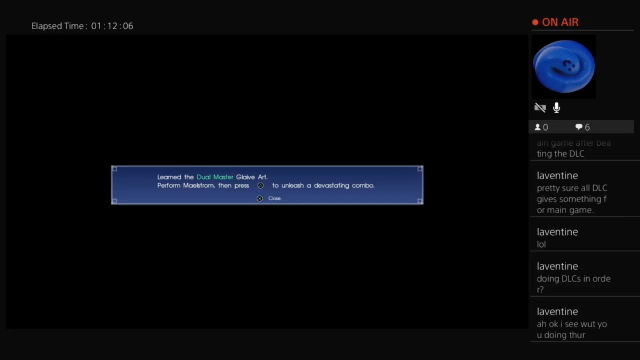 Elapsed Time : 01:12:06
ON AIR
0
6
Learned the Dual Master Glaive Art.
Perform Maelstrom, then press to unleash a devastating combo.
Close
ain game after bea
ting the DLC
laventine
pretty sure all DLC
gives something f
or main game.
laventine
lol
laventine
doing DLCs in orde
r?
laventine
ah ok i see wut yo
u doing thur